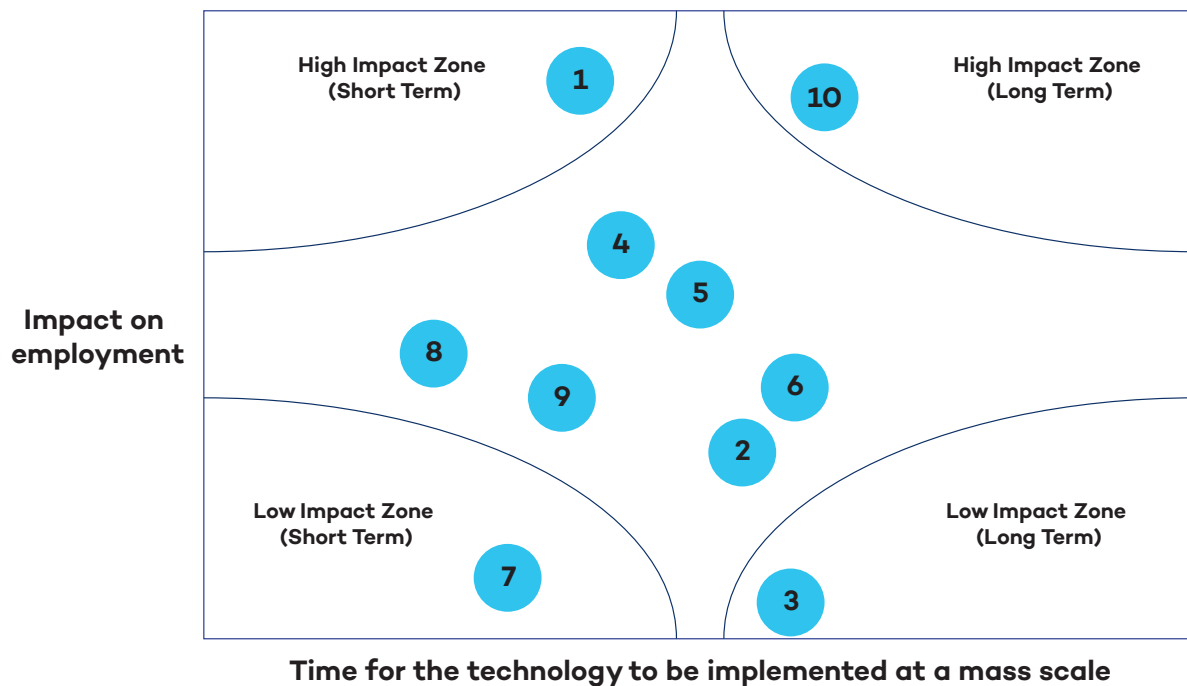 High Impact Zone
(Short Term)
1
10
High Impact Zone
(Long Term)
4
5
Impact on
employment
8
9
6
2
Low Impact Zone
(Short Term)
7
3
Low Impact Zone
(Long Term)
Time for the technology to be implemented at a mass scale